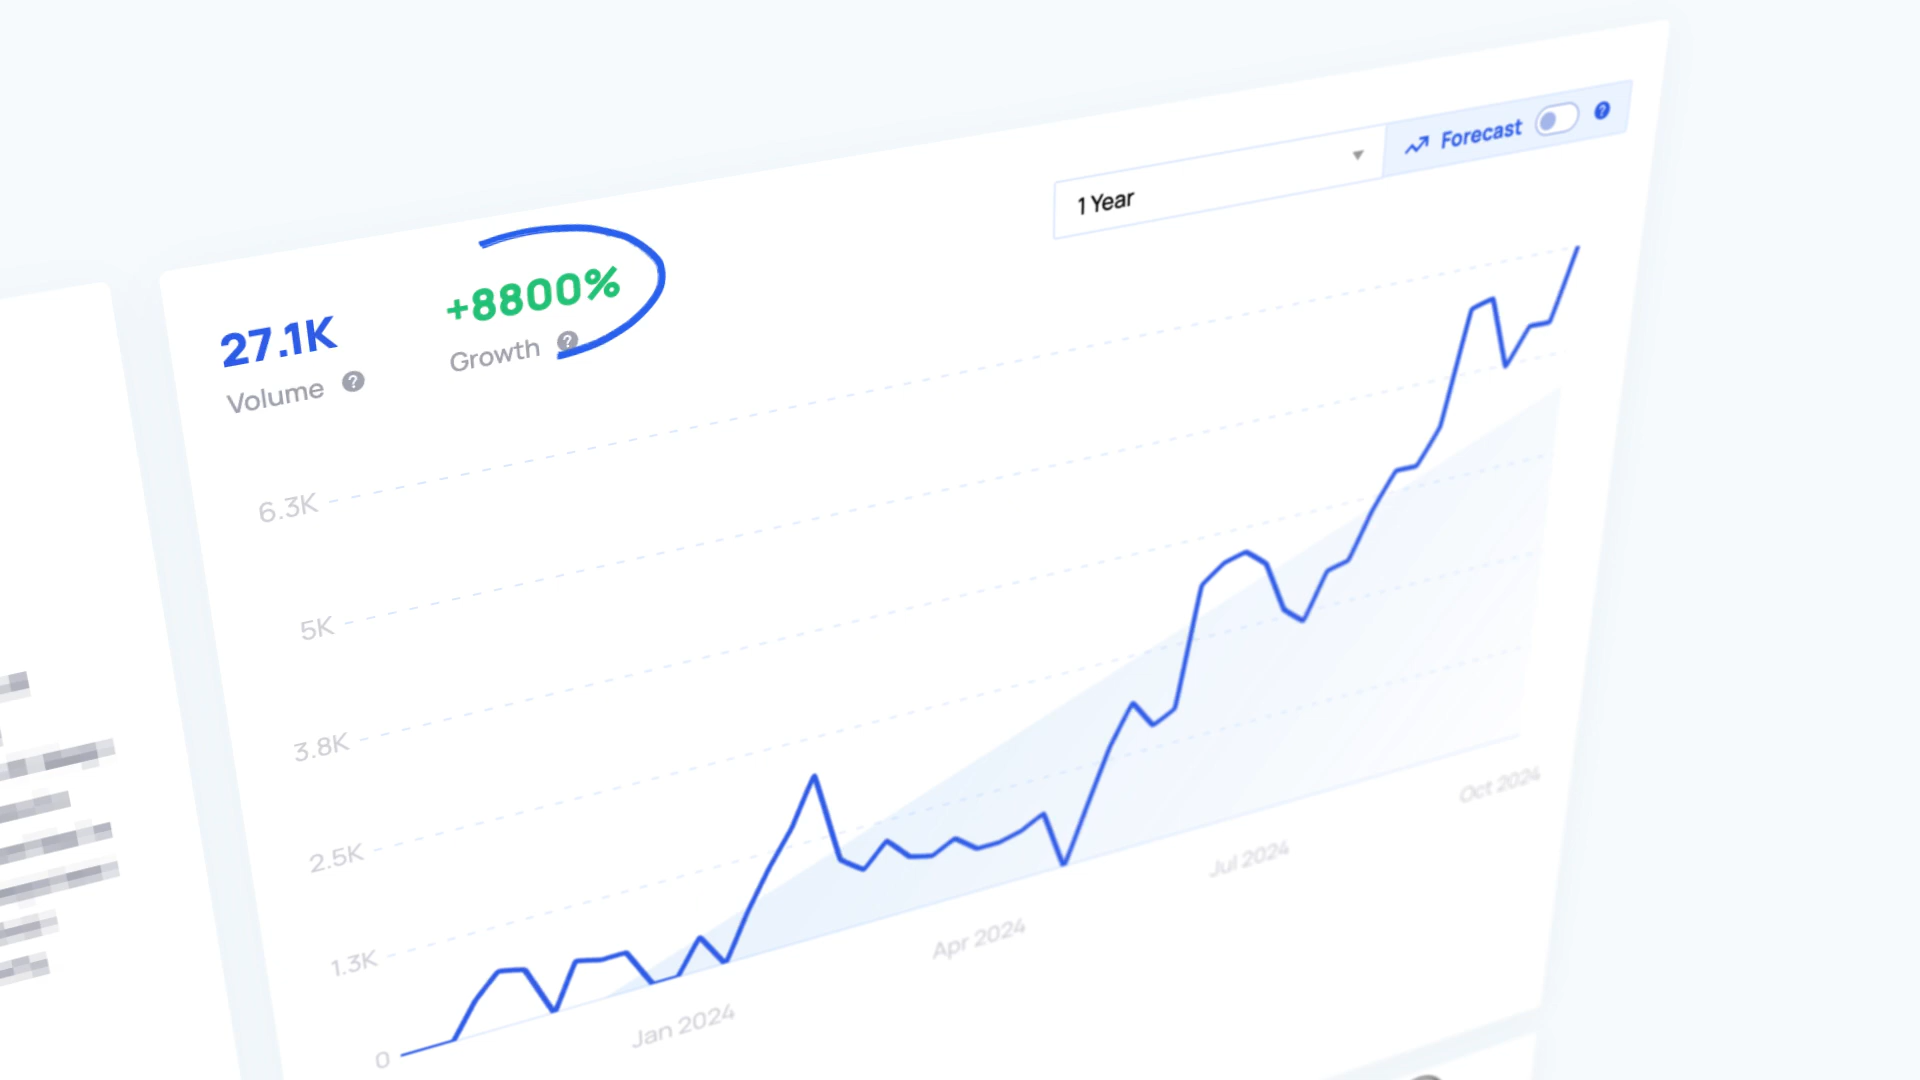 1 Year
Forecast
?
27.1K
Volume ?
+8800%
Growth ?
6.3K
5K
3.8K
2.5K
1.3K
0
Jan 2024
Apr 2024
Jul 2024
Oct 2024